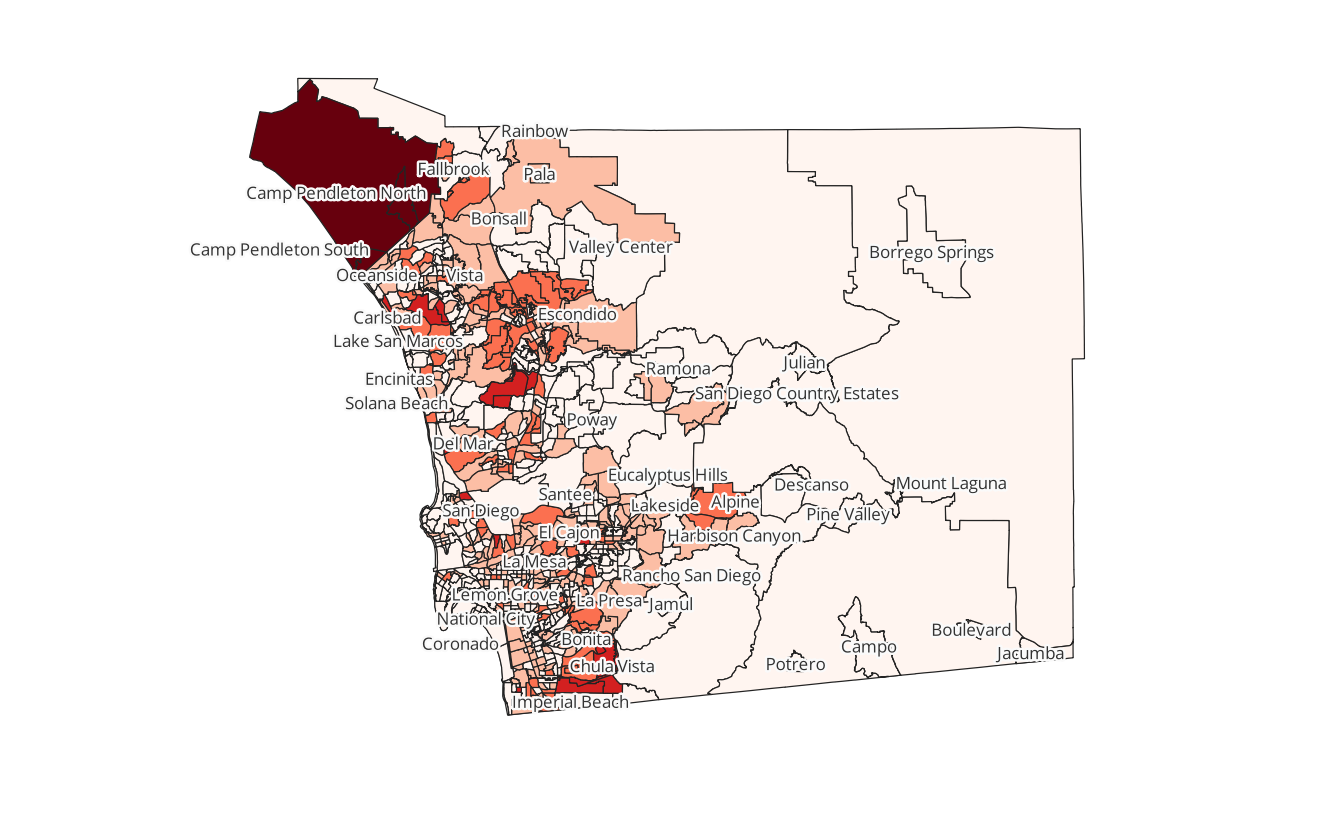 Rainbow
Fallbrook
Pala
Camp Pendleton North
Bonsall
Camp Pendleton South
Valley Center
Borrego Springs
Oceanside
Vista
Carlsbad
Escondido
Lake San Marcos
Encinitas
Ramona
Julian
Solana Beach
San Diego Country Estates
Poway
Del Mar
Eucalyptus Hills
Descanso
Mount Laguna
Santee
San Diego
Lakeside
Alpine
Pine Valley
El Cajon
Harbison Canyon
La Mesa
Rancho San Diego
Lemon Grove
La Presa
Jamul
National City
Coronado
Bonita
Boulevard
Campo
Jacumba
Chula Vista
Potrero
Imperial Beach